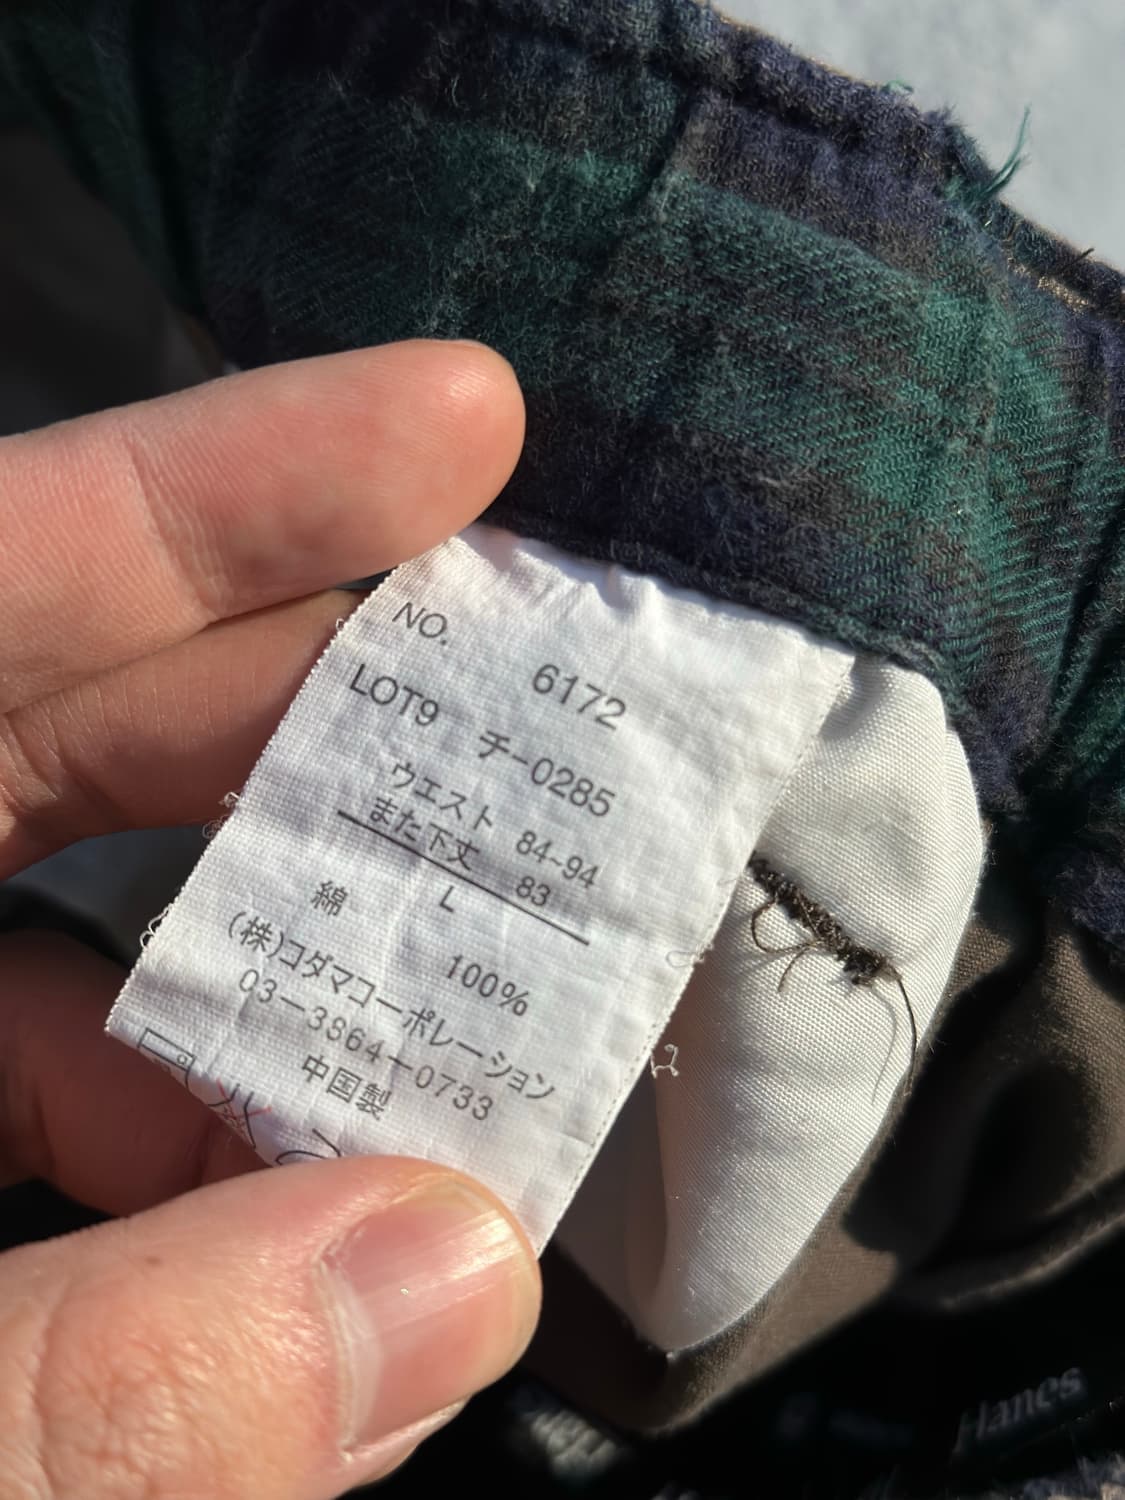 NO. 6172
LOT9 チ-0285
ウエスト 84~94
また下丈 83
L
綿 100%
(株)コダマコーポレーション
03-3864-0733
中国製
Hanes